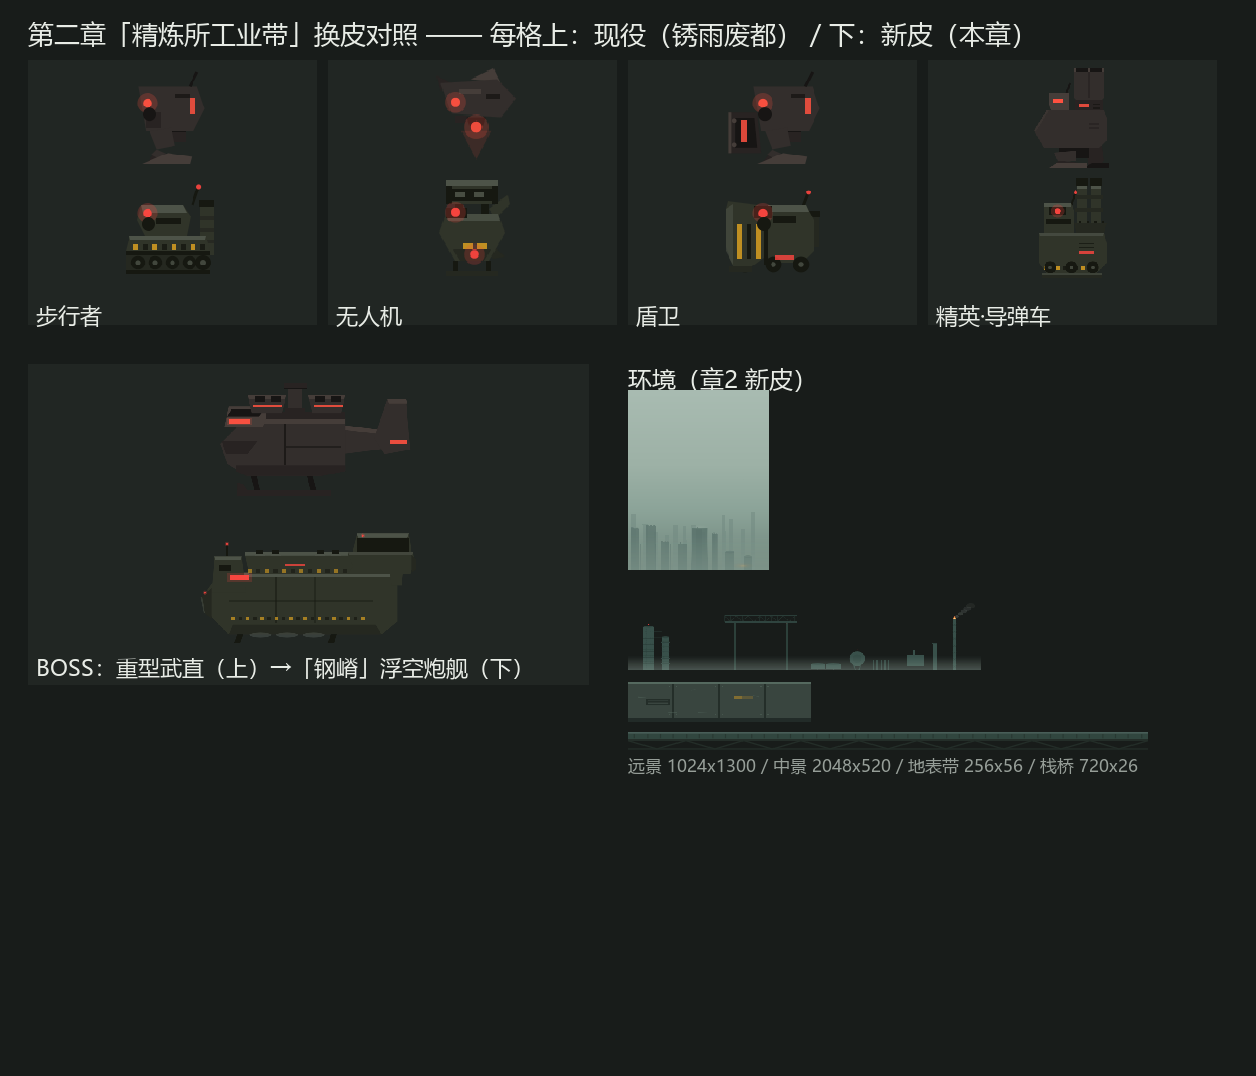 第二章「精炼所工业带」换皮对照 —— 每格上：现役（锈雨废都） / 下：新皮（本章）
步行者
无人机
盾卫
精英·导弹车
BOSS：重型武直（上）→「钢嵴」浮空炮舰（下）
环境（章2 新皮）
远景 1024x1300 / 中景 2048x520 / 地表带 256x56 / 栈桥 720x26